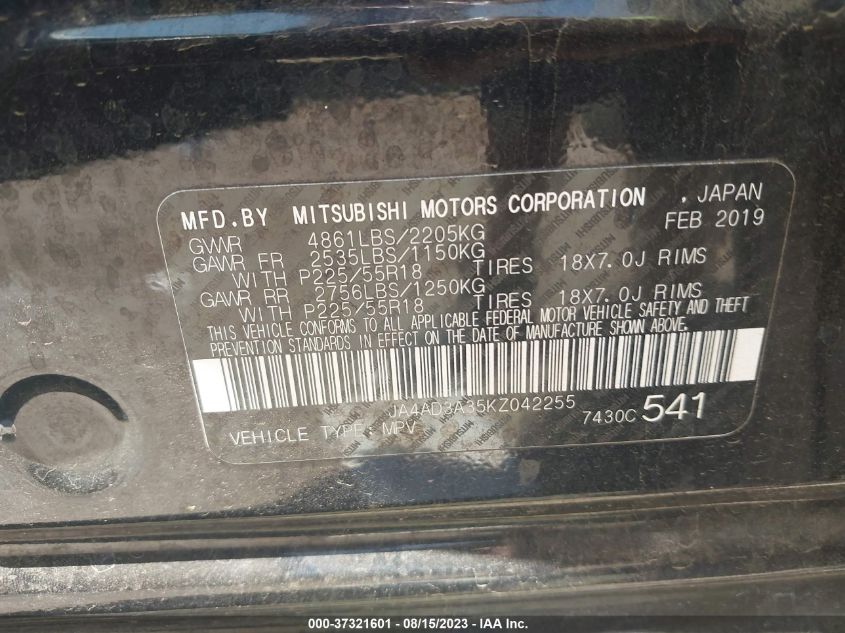 MFD.BY MITSUBISHI MOTORS CORPORATION , JAPAN
FEB 2019
GVWR 4861LBS/2205KG
GAWR FR 2535LBS/1150KG
WITH P225/55R18 TIRES 18X7.0J RIMS
GAWR RR 2756LBS/1250KG
WITH P225/55R18 TIRES 18X7.0J RIMS
THIS VEHICLE CONFORMS TO ALL APPLICABLE FEDERAL MOTOR VEHICLE SAFETY AND THEFT
PREVENTION STANDARDS IN EFFECT ON THE DATE OF MANUFACTURE SHOWN ABOVE.
JA4AD3A35KZ042255
7430C 541
VEHICLE TYPE MPV
000-37321601 - 08/15/2023 - © IAA Inc.